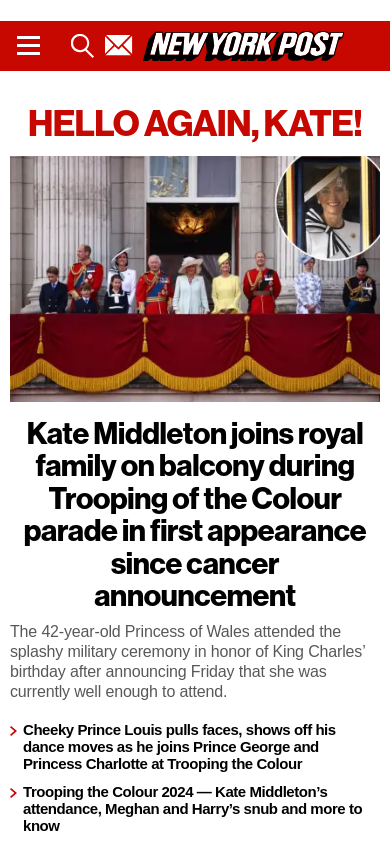 NEW YORK POST
HELLO AGAIN, KATE!
Kate Middleton joins royal
family on balcony during
Trooping of the Colour
parade in first appearance
since cancer
announcement
The 42-year-old Princess of Wales attended the
splashy military ceremony in honor of King Charles’
birthday after announcing Friday that she was
currently well enough to attend.
Cheeky Prince Louis pulls faces, shows off his
dance moves as he joins Prince George and
Princess Charlotte at Trooping the Colour
Trooping the Colour 2024 — Kate Middleton’s
attendance, Meghan and Harry’s snub and more to
know